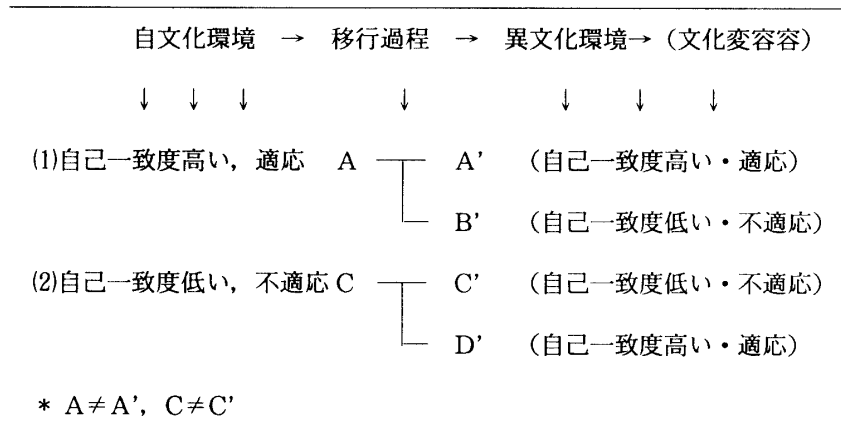 自文化環境 → 移行過程 → 異文化環境→ (文化変容容)
↓ ↓ ↓ ↓ ↓ ↓ ↓
(1)自己一致度高い，適応 A A' (自己一致度高い・適応)
B' (自己一致度低い・不適応)
(2)自己一致度低い，不適応 C C' (自己一致度低い・不適応)
D' (自己一致度高い・適応)
* A≠A'，C≠C'